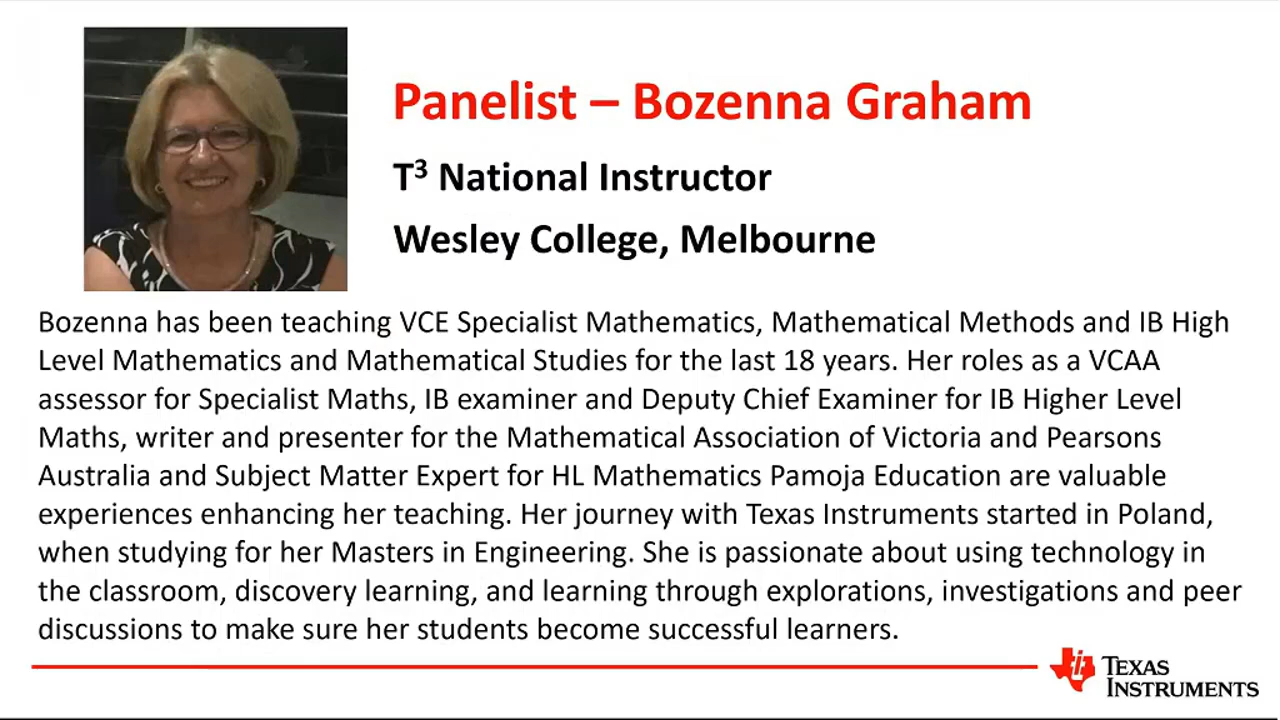 Panelist – Bozenna Graham
T³ National Instructor
Wesley College, Melbourne
Bozenna has been teaching VCE Specialist Mathematics, Mathematical Methods and IB High
Level Mathematics and Mathematical Studies for the last 18 years. Her roles as a VCAA
assessor for Specialist Maths, IB examiner and Deputy Chief Examiner for IB Higher Level
Maths, writer and presenter for the Mathematical Association of Victoria and Pearsons
Australia and Subject Matter Expert for HL Mathematics Pamoja Education are valuable
experiences enhancing her teaching. Her journey with Texas Instruments started in Poland,
when studying for her Masters in Engineering. She is passionate about using technology in
the classroom, discovery learning, and learning through explorations, investigations and peer
discussions to make sure her students become successful learners.
TEXAS
INSTRUMENTS